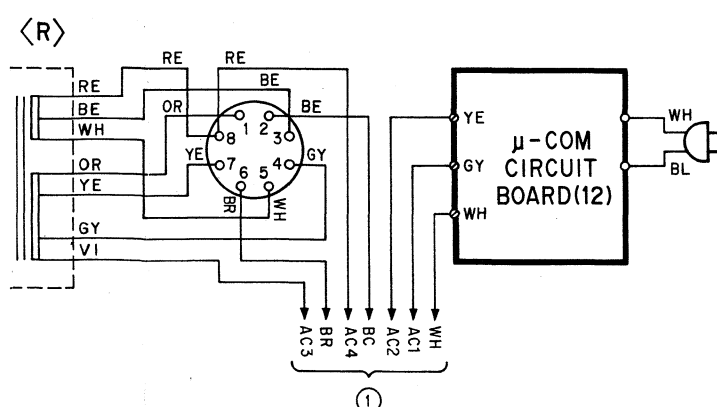 〈R〉
RE
RE
RE
BE
BE
OR
BE
WH
1
2
8
3
YE
7
4
GY
6
5
OR
YE
BR
WH
GY
VI
YE
GY
WH
μ-COM
CIRCUIT
BOARD(12)
WH
BL
AC3
BR
AC4
BC
AC2
AC1
WH
1